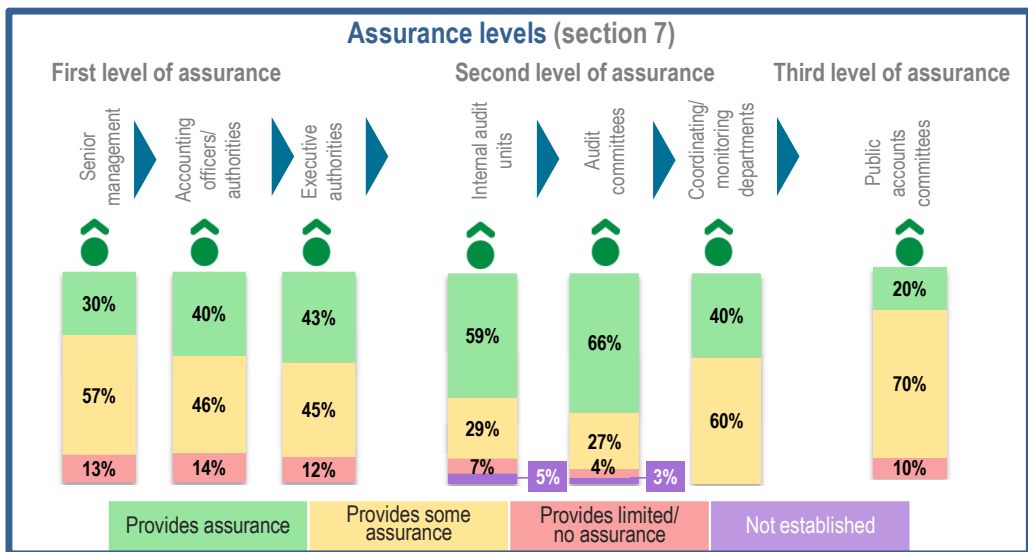 Assurance levels (section 7)
First level of assurance
Second level of assurance
Third level of assurance
Senior
management
Accounting
officers/
authorities
Executive
authorities
Internal audit
units
Audit
committees
Coordinating/
monitoring
departments
Public
accounts
committees
30%
57%
13%
40%
46%
14%
43%
45%
12%
59%
29%
7%
5%
66%
27%
4%
3%
40%
60%
20%
70%
10%
Provides assurance
Provides some
assurance
Provides limited/
no assurance
Not established